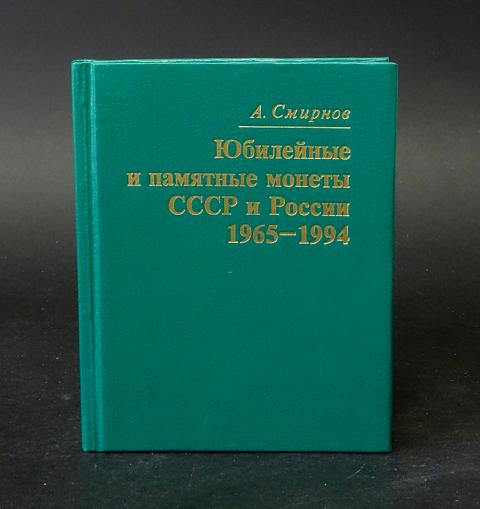 А. Смирнов
Юбилейные
и памятные монеты
СССР и России
1965–1994